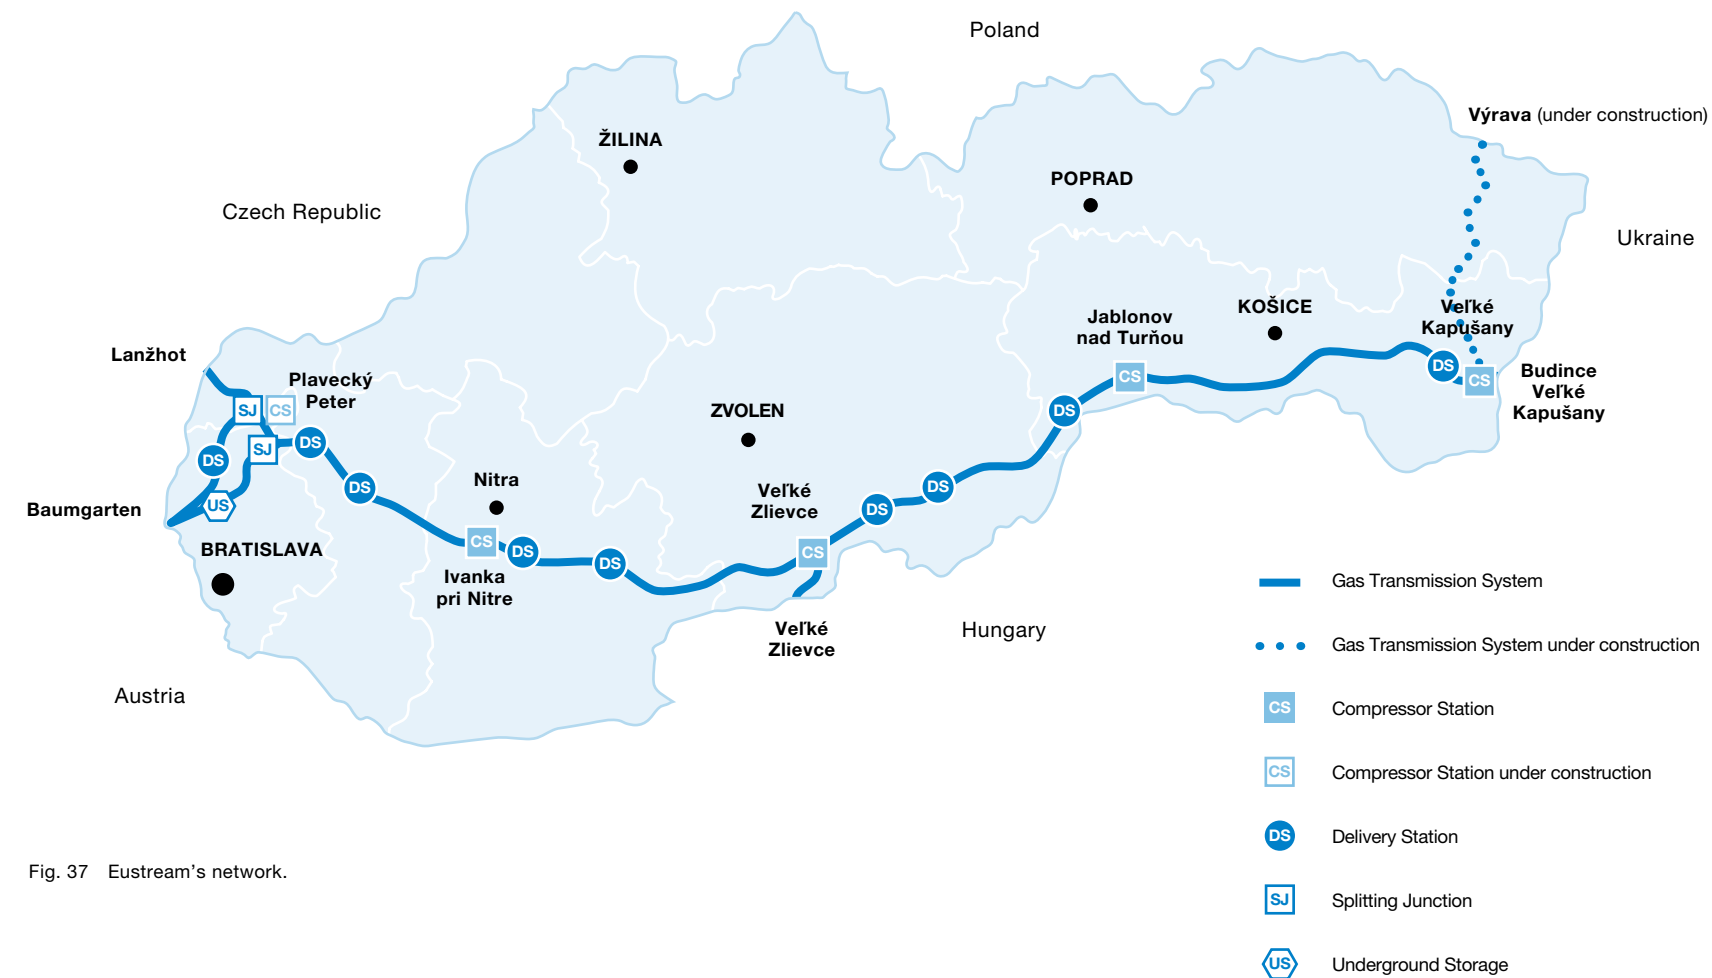 Poland
Výrava (under construction)
ŽILINA
POPRAD
Czech Republic
Ukraine
Veľké
Kapušany
KOŠICE
Jablonov
nad Turňou
Lanžhot
Plavecký
Peter
Budince
Veľké
Kapušany
DS
CS
CS
SJ
CS
DS
ZVOLEN
SJ
DS
DS
DS
Nitra
Veľké
Zlievce
DS
DS
US
DS
Baumgarten
BRATISLAVA
CS
DS
CS
DS
Ivanka
pri Nitre
Veľké
Zlievce
Hungary
Austria
Gas Transmission System
Gas Transmission System under construction
CS Compressor Station
CS Compressor Station under construction
DS Delivery Station
SJ Splitting Junction
US Underground Storage
Fig. 37 Eustream’s network.